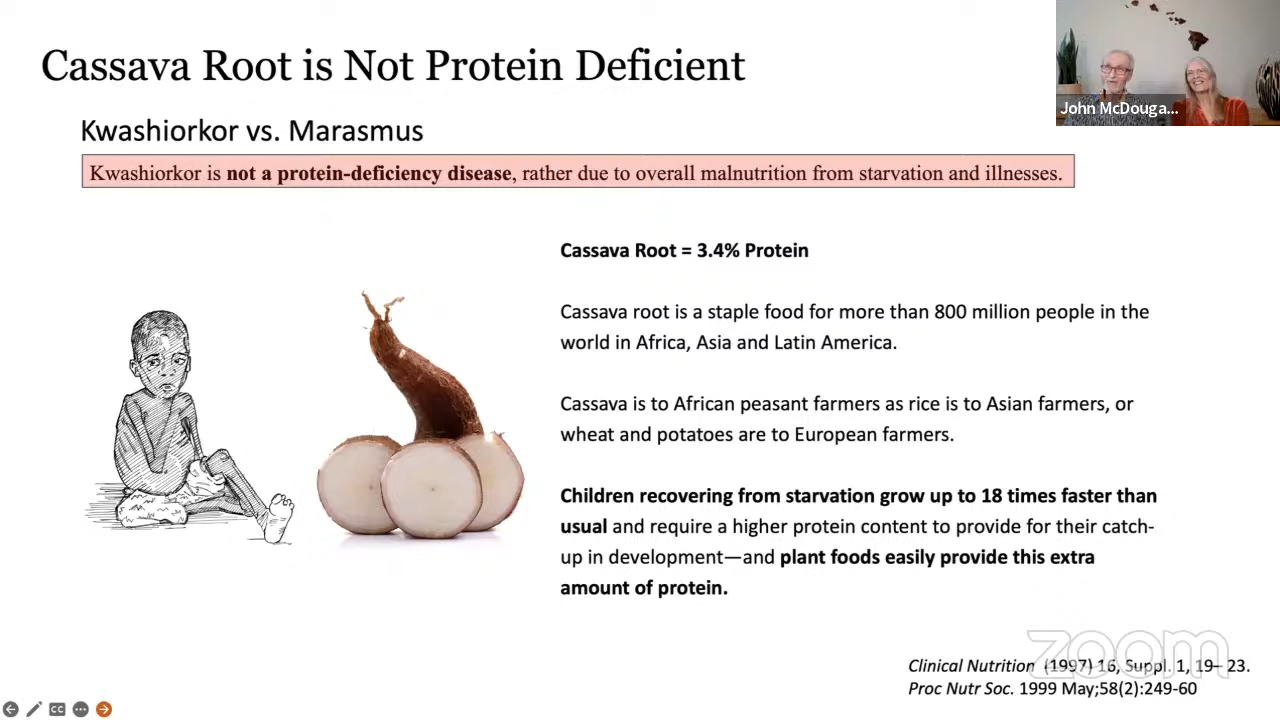 Cassava Root is Not Protein Deficient
John McDouga...
Kwashiorkor vs. Marasmus
Kwashiorkor is not a protein-deficiency disease, rather due to overall malnutrition from starvation and illnesses.
Cassava Root = 3.4% Protein
Cassava root is a staple food for more than 800 million people in the
world in Africa, Asia and Latin America.
Cassava is to African peasant farmers as rice is to Asian farmers, or
wheat and potatoes are to European farmers.
Children recovering from starvation grow up to 18 times faster than
usual and require a higher protein content to provide for their catch-
up in development—and plant foods easily provide this extra
amount of protein.
zoom
Clinical Nutrition (1997) 16, Suppl. 1, 19– 23.
Proc Nutr Soc. 1999 May;58(2):249-60
CC